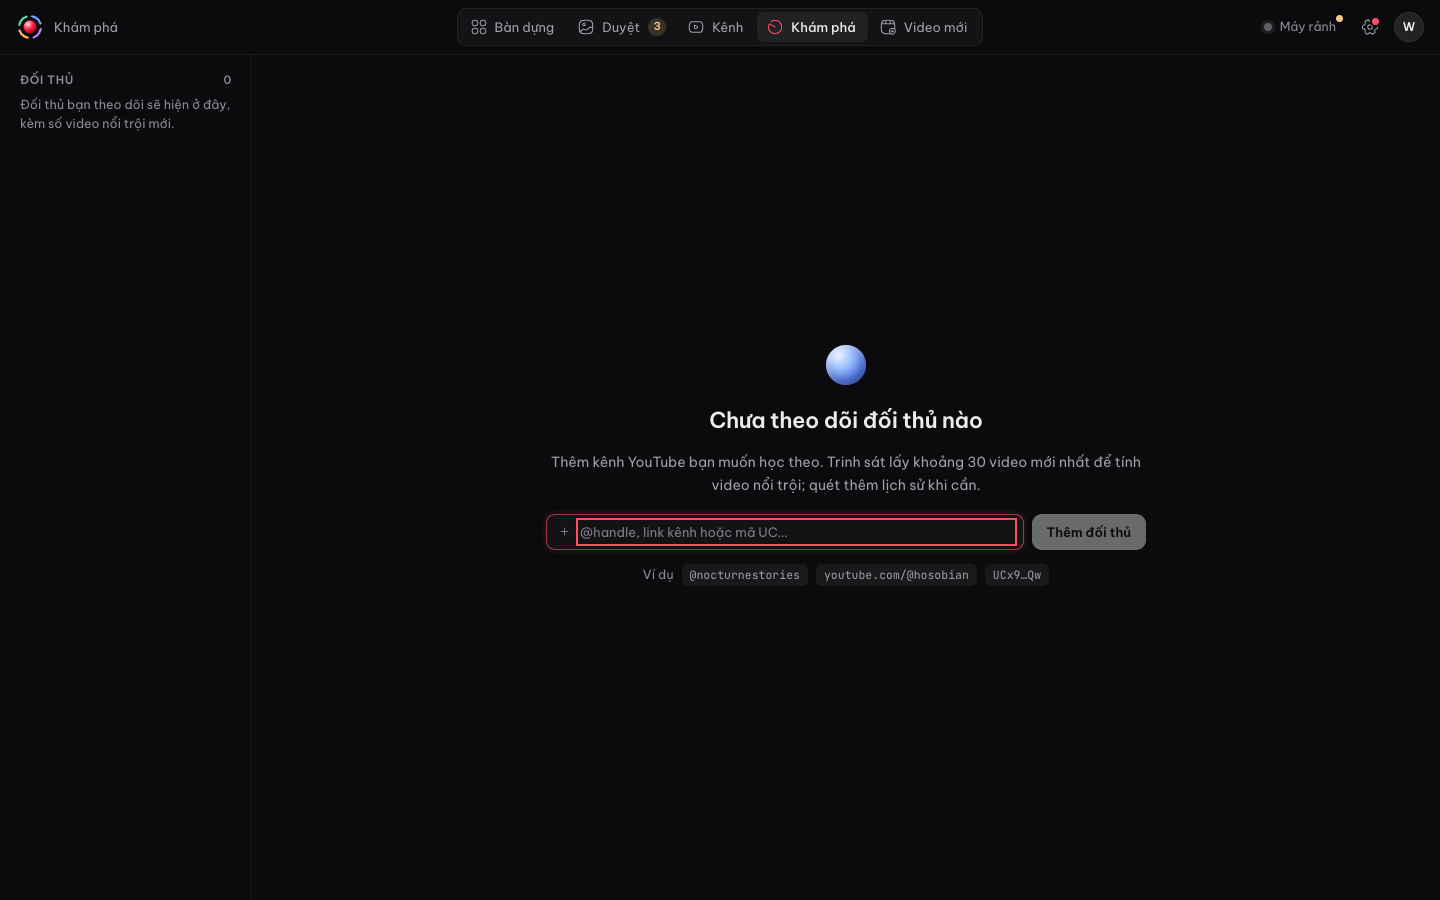 Khám phá
Bàn dựng
Duyệt 3
Kênh
Khám phá
Video mới
Máy rảnh
W
ĐỐI THỦ 0
Đối thủ bạn theo dõi sẽ hiện ở đây,
kèm số video nổi trội mới.
Chưa theo dõi đối thủ nào
Thêm kênh YouTube bạn muốn học theo. Trinh sát lấy khoảng 30 video mới nhất để tính
video nổi trội; quét thêm lịch sử khi cần.
+ @handle, link kênh hoặc mã UC…
Thêm đối thủ
Ví dụ @nocturnestories youtube.com/@hosobian UCx9…Qw